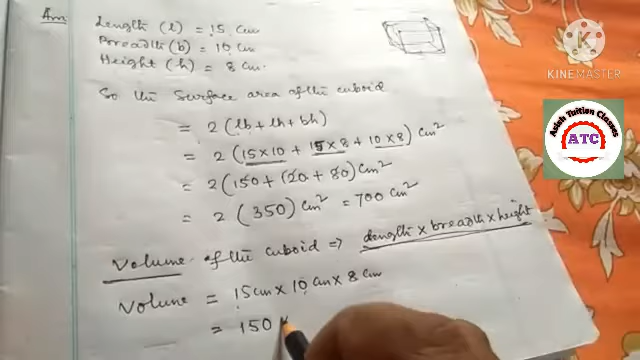 Ans
Length (l) = 15 cm
Breadth (b) = 10 cm
Height (h) = 8 cm.
So the surface area of the cuboid
= 2 (lb + lh + bh)
= 2 (15 × 10 + 15 × 8 + 10 × 8) cm²
= 2 (150 + 120 + 80) cm²
= 2 (350) cm² = 700 cm²
Volume of the cuboid ⇒ length × breadth × height
Volume = 15 cm × 10 cm × 8 cm
= 150
KINEMASTER
Asish Tuition Classes
ATC